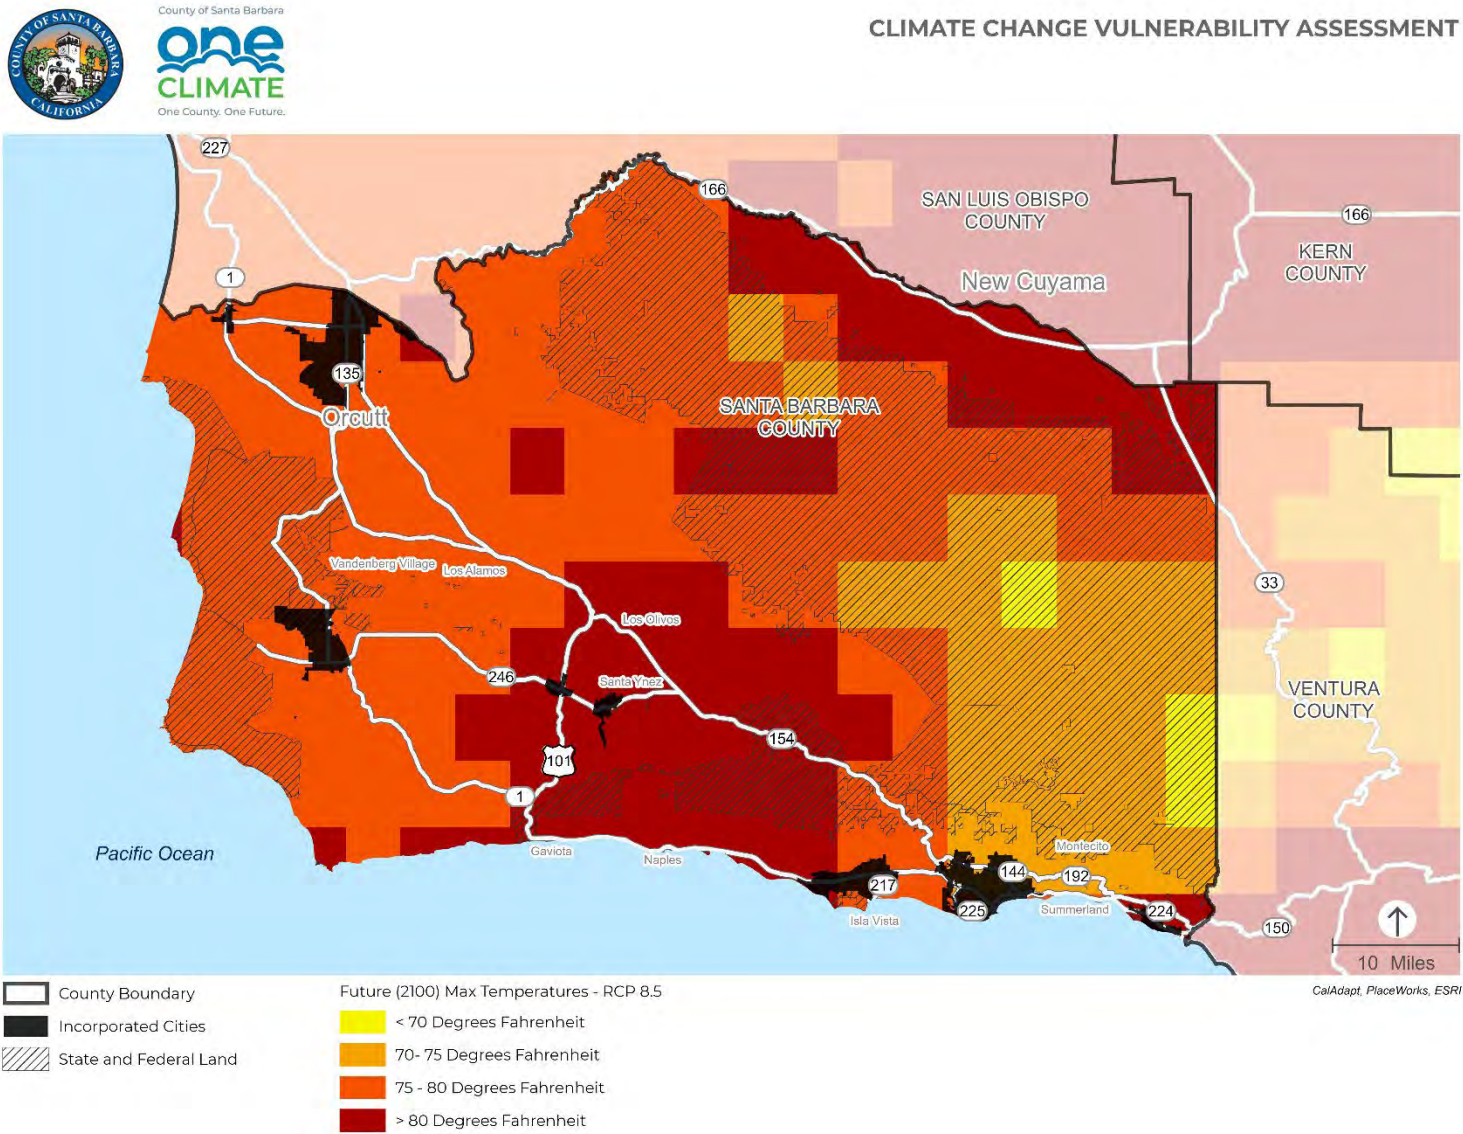 COUNTY OF SANTA BARBARA
CALIFORNIA
County of Santa Barbara
one
CLIMATE
One County. One Future.
CLIMATE CHANGE VULNERABILITY ASSESSMENT
227
166
SAN LUIS OBISPO
COUNTY
166
KERN
COUNTY
1
New Cuyama
135
Orcutt
SANTA BARBARA
COUNTY
Vandenberg Village
Los Alamos
33
Los Olivos
246
Santa Ynez
VENTURA
COUNTY
154
101
1
Pacific Ocean
Gaviota
Naples
Montecito
217
144
192
225
Isla Vista
Summerland
224
150
10 Miles
CalAdapt, PlaceWorks, ESRI
County Boundary
Incorporated Cities
State and Federal Land
Future (2100) Max Temperatures - RCP 8.5
< 70 Degrees Fahrenheit
70- 75 Degrees Fahrenheit
75 - 80 Degrees Fahrenheit
> 80 Degrees Fahrenheit